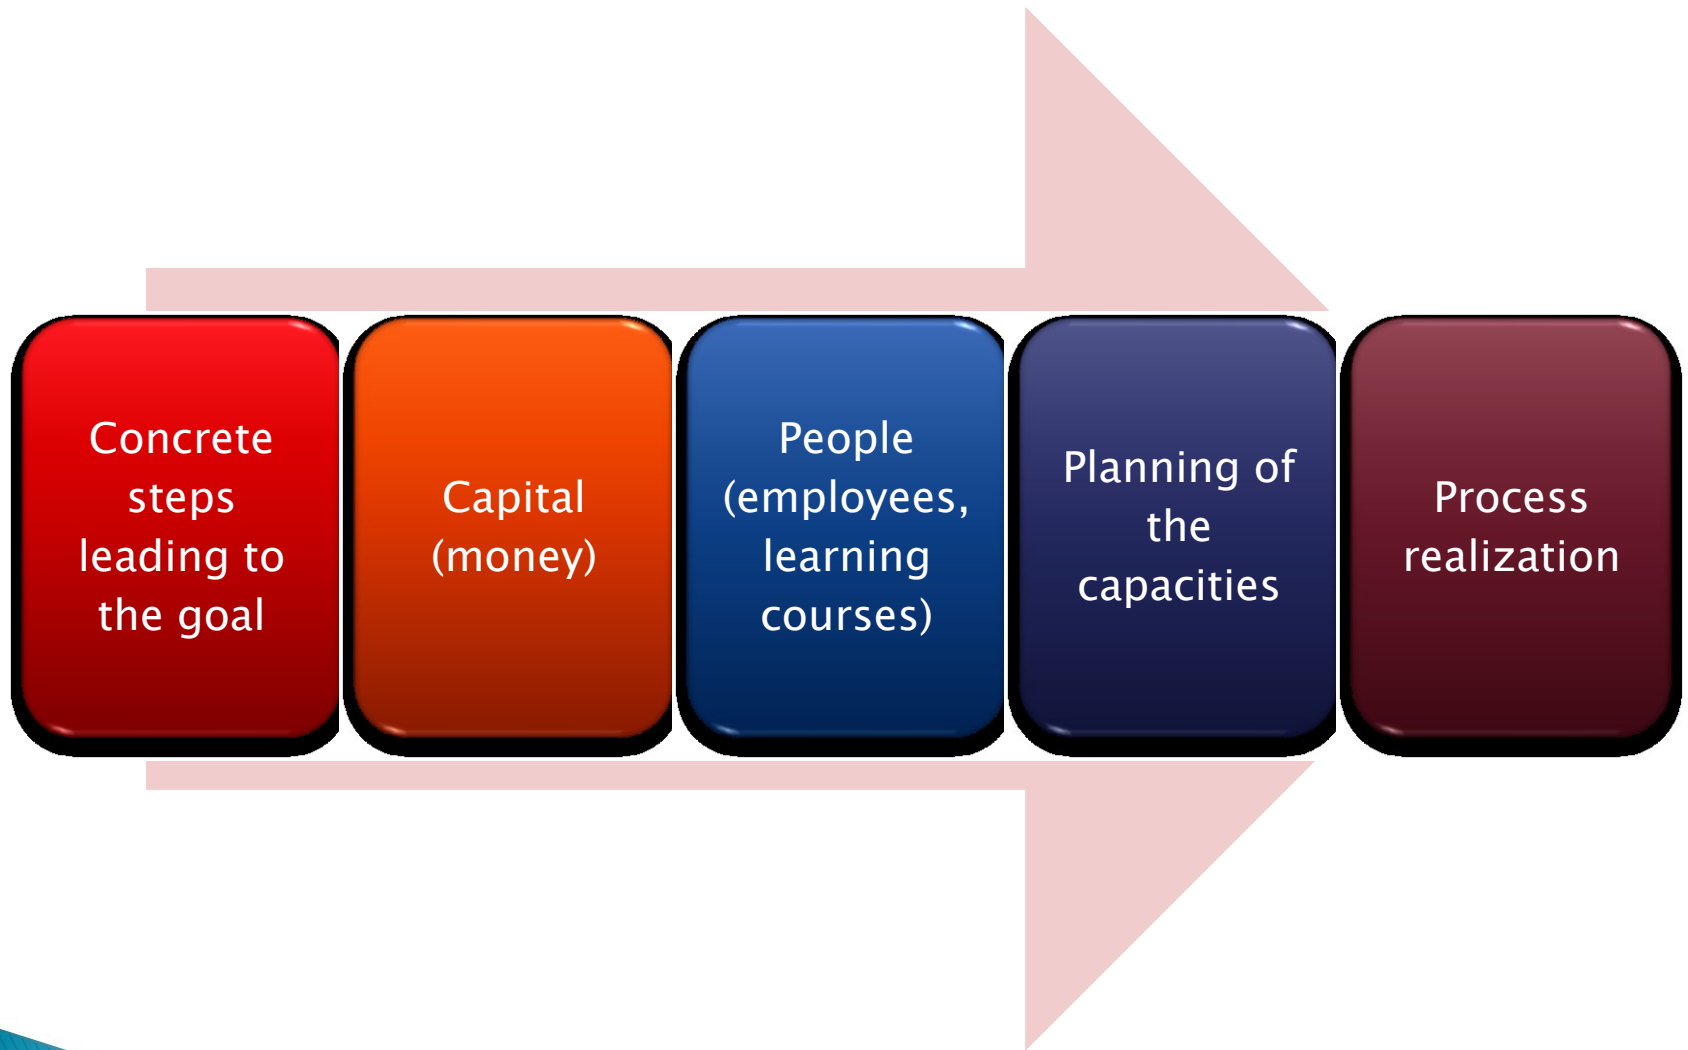 Concrete
steps
leading to
the goal
Capital
(money)
People
(employees,
learning
courses)
Planning of
the
capacities
Process
realization